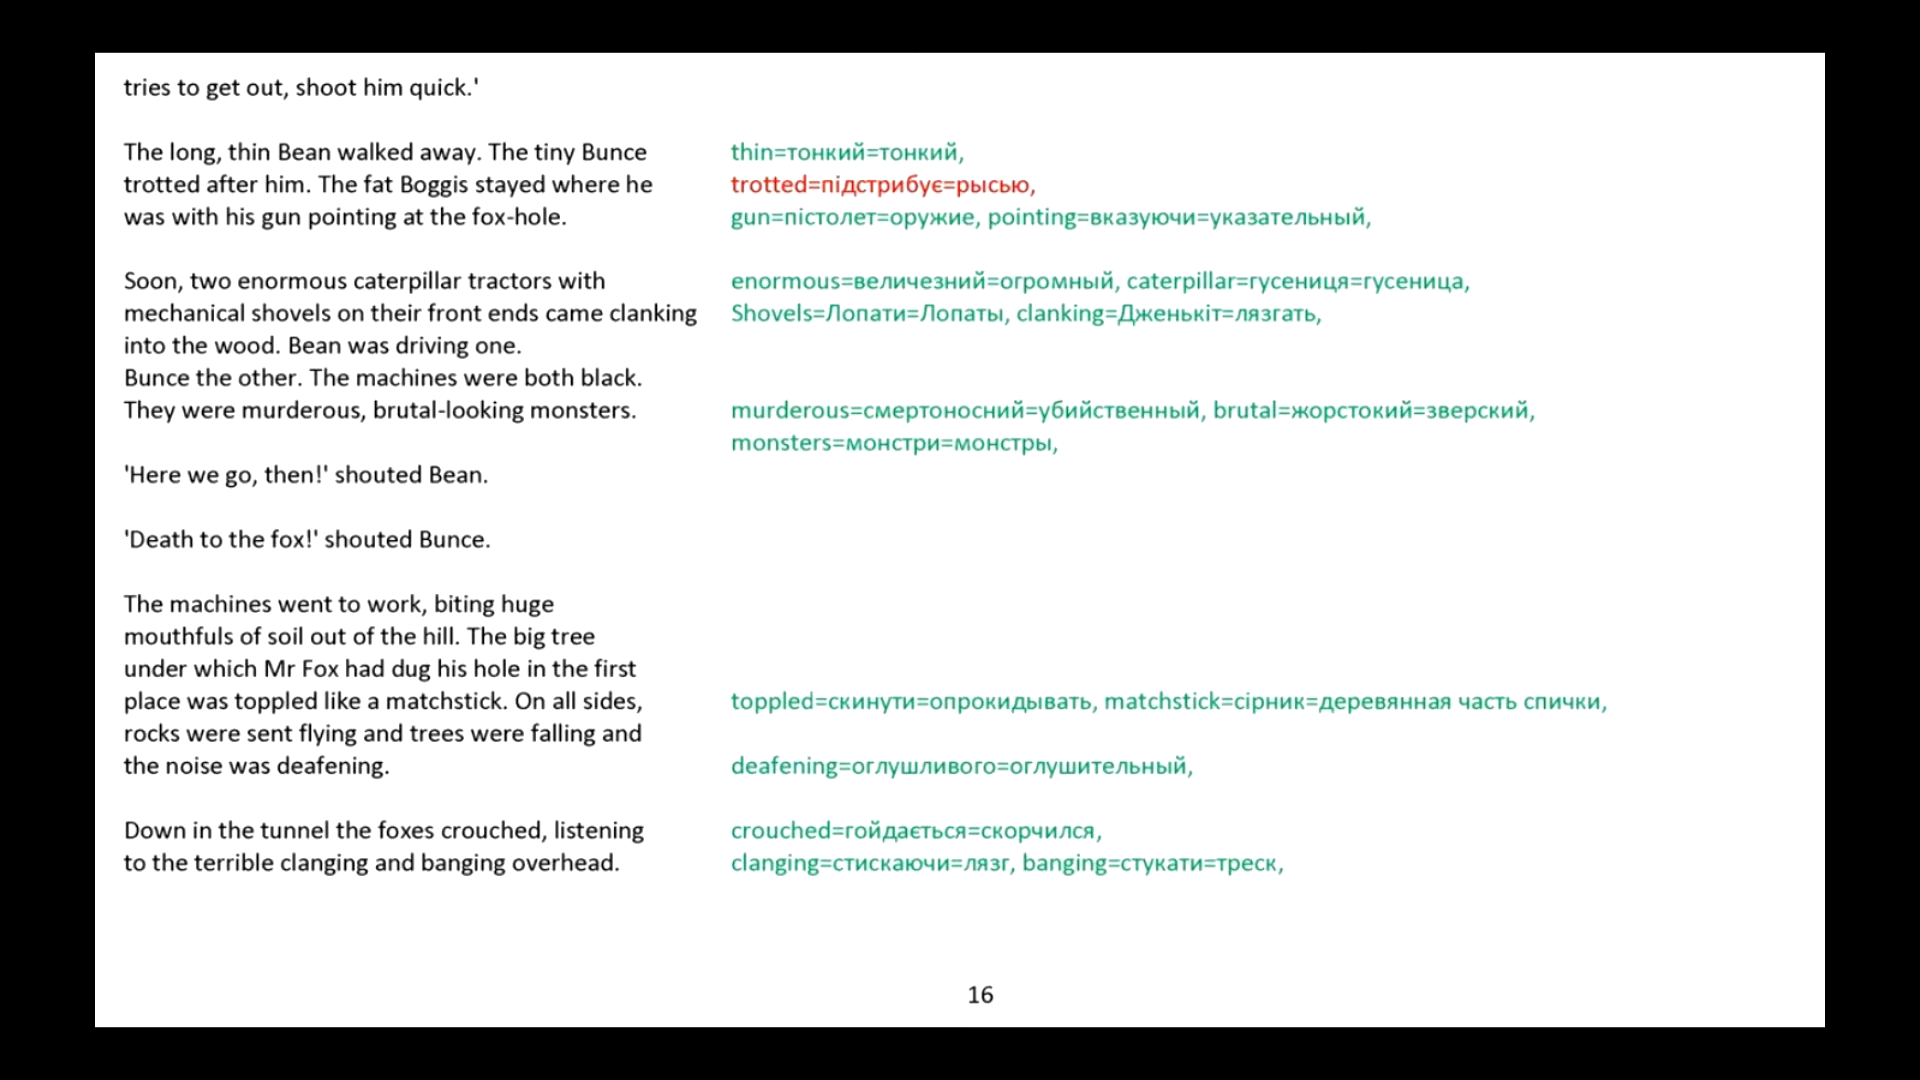 tries to get out, shoot him quick.'
The long, thin Bean walked away. The tiny Bunce
thin=тонкий=тонкий,
trotted after him. The fat Boggis stayed where he
trotted=підстрибує=рысью,
was with his gun pointing at the fox-hole.
gun=пістолет=оружие, pointing=вказуючи=указательный,
Soon, two enormous caterpillar tractors with
enormous=величезний=огромный, caterpillar=гусениця=гусеница,
mechanical shovels on their front ends came clanking
Shovels=Лопати=Лопаты, clanking=Дженькіт=лязгать,
into the wood. Bean was driving one.
Bunce the other. The machines were both black.
They were murderous, brutal-looking monsters.
murderous=смертоносний=убийственный, brutal=жорстокий=зверский,
monsters=монстри=монстры,
'Here we go, then!' shouted Bean.
'Death to the fox!' shouted Bunce.
The machines went to work, biting huge
mouthfuls of soil out of the hill. The big tree
under which Mr Fox had dug his hole in the first
place was toppled like a matchstick. On all sides,
toppled=скинути=опрокидывать, matchstick=сірник=деревянная часть спички,
rocks were sent flying and trees were falling and
the noise was deafening.
deafening=оглушливого=оглушительный,
Down in the tunnel the foxes crouched, listening
crouched=гойдається=скорчился,
to the terrible clanging and banging overhead.
clanging=стискаючи=лязг, banging=стукати=треск,
16